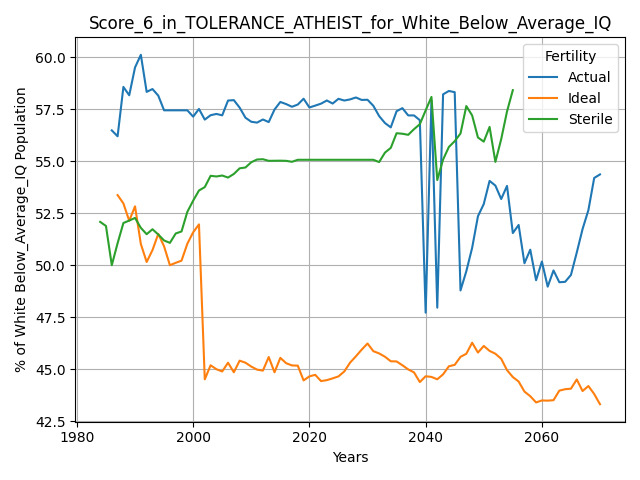 Score_6_in_TOLERANCE_ATHEIST_for_White_Below_Average_IQ
% of White Below_Average_IQ Population
60.0
57.5
55.0
52.5
50.0
47.5
45.0
42.5
Fertility
Actual
Ideal
Sterile
1980
2000
2020
2040
2060
Years